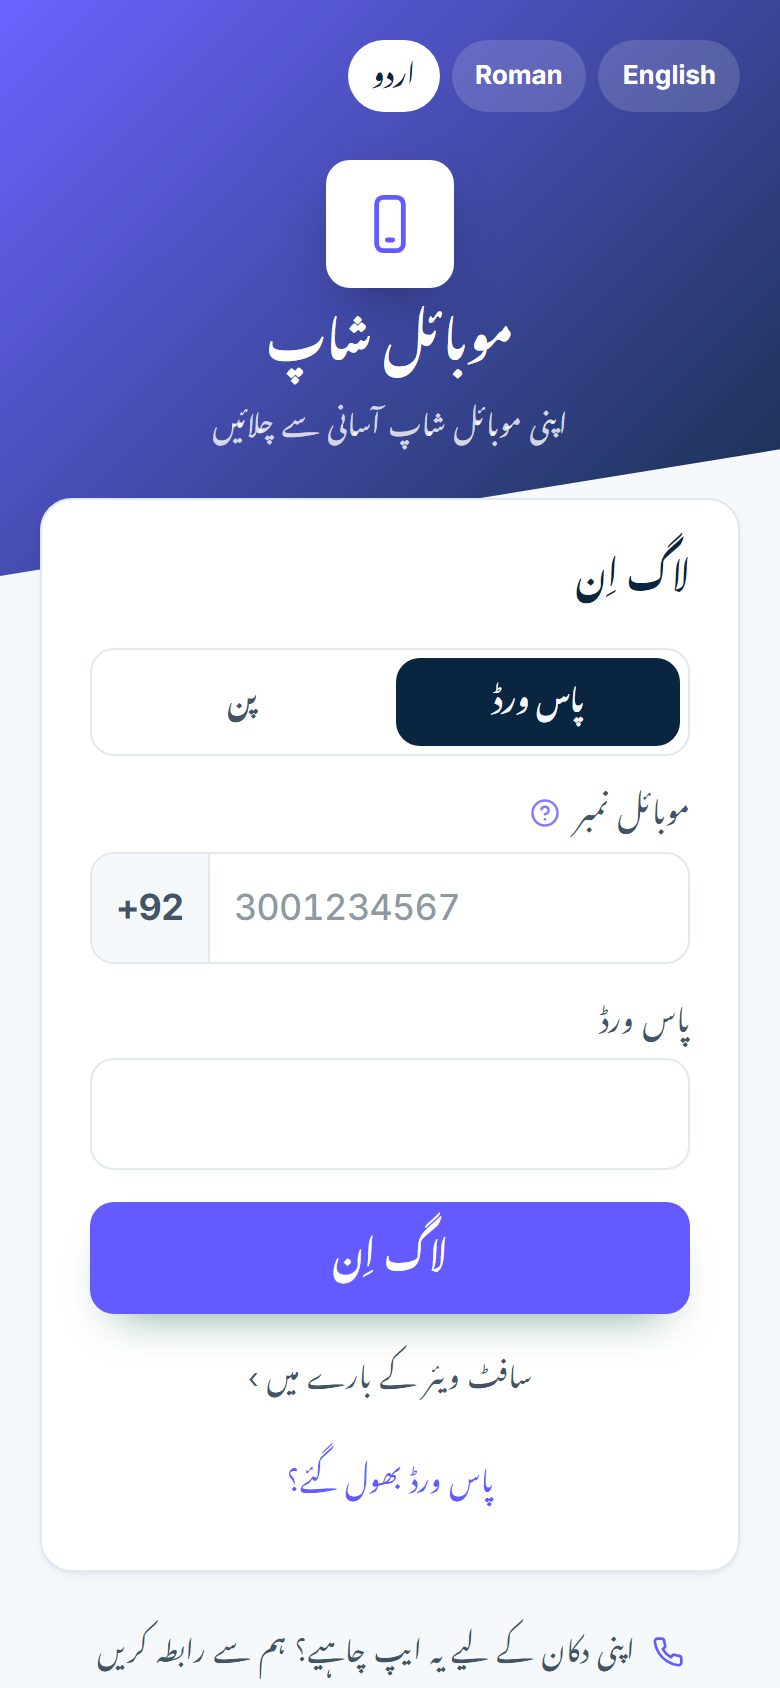 اردو Roman English
موبائل شاپ
اپنی موبائل شاپ آسانی سے چلائیں
لاگ اِن
پاس ورڈ پن
موبائل نمبر ?
+92 3001234567
پاس ورڈ
لاگ اِن
سافٹ ویئر کے بارے میں ›
پاس ورڈ بھول گئے؟
اپنی دکان کے لیے یہ ایپ چاہیے؟ ہم سے رابطہ کریں